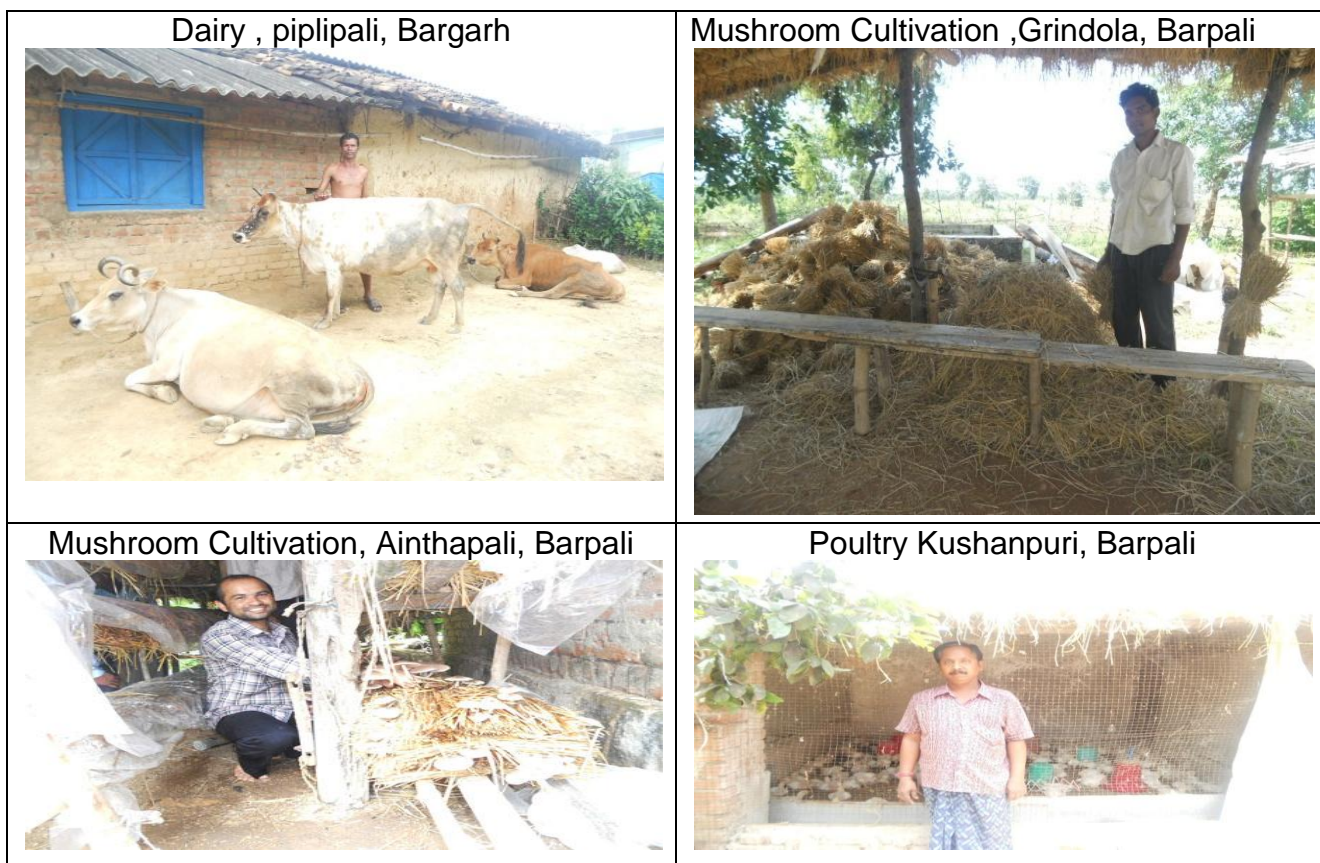 Dairy , piplipali, Bargarh
Mushroom Cultivation ,Grindola, Barpali
Mushroom Cultivation, Ainthapali, Barpali
Poultry Kushanpuri, Barpali